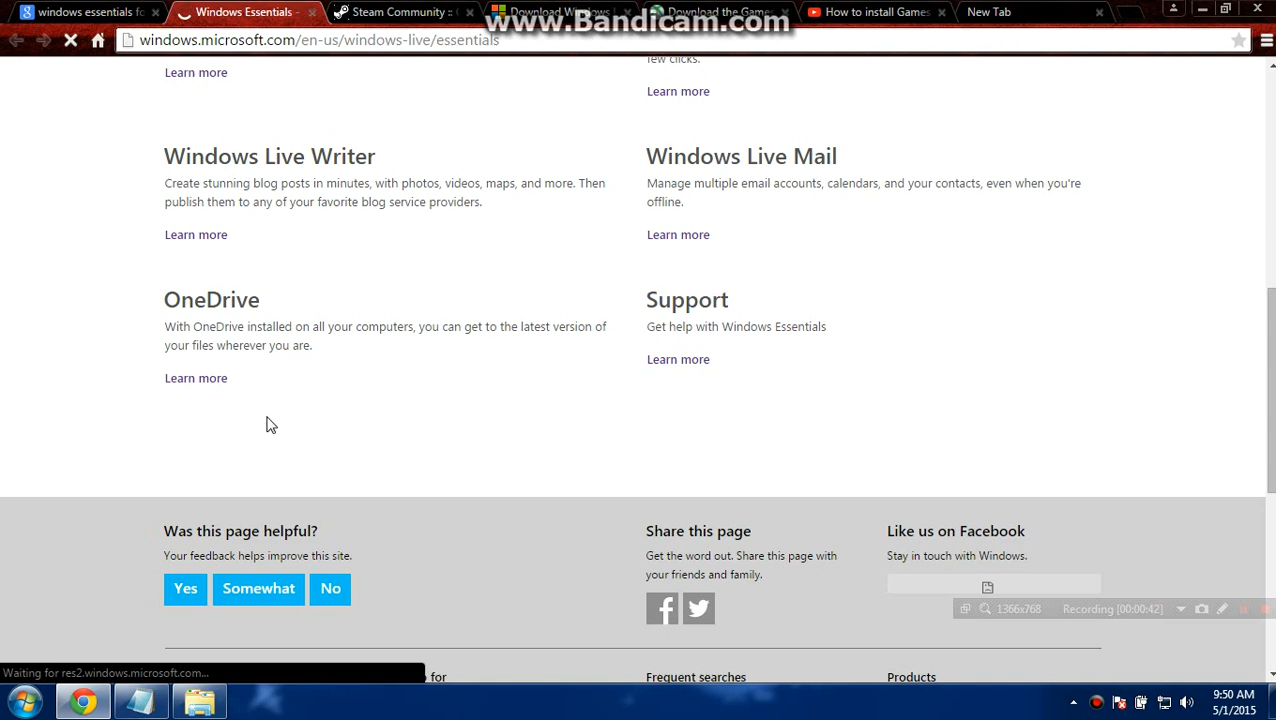 windows essentials fo
Windows Essentials -
Steam Community :: G
Download Windows
Download the Games
How to install Games
New Tab
www.Bandicam.com
windows.microsoft.com/en-us/windows-live/essentials
few clicks.
Learn more
Learn more
Windows Live Writer
Create stunning blog posts in minutes, with photos, videos, maps, and more. Then
publish them to any of your favorite blog service providers.
Learn more
Windows Live Mail
Manage multiple email accounts, calendars, and your contacts, even when you're
offline.
Learn more
OneDrive
With OneDrive installed on all your computers, you can get to the latest version of
your files wherever you are.
Learn more
Support
Get help with Windows Essentials
Learn more
Was this page helpful?
Your feedback helps improve this site.
Yes
Somewhat
No
Share this page
Get the word out. Share this page with
your friends and family.
Like us on Facebook
Stay in touch with Windows.
1366x768
Recording [00:00:42]
Waiting for res2.windows.microsoft.com...
for
Frequent searches
Products
9:50 AM
5/1/2015